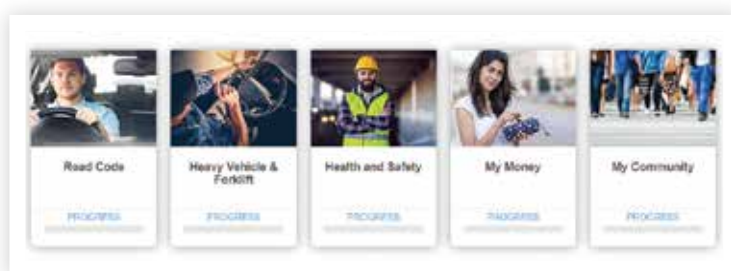 Road Code
Heavy Vehicle &
Forklift
Health and Safety
My Money
My Community
PROGRESS
PROGRESS
PROGRESS
PROGRESS
PROGRESS